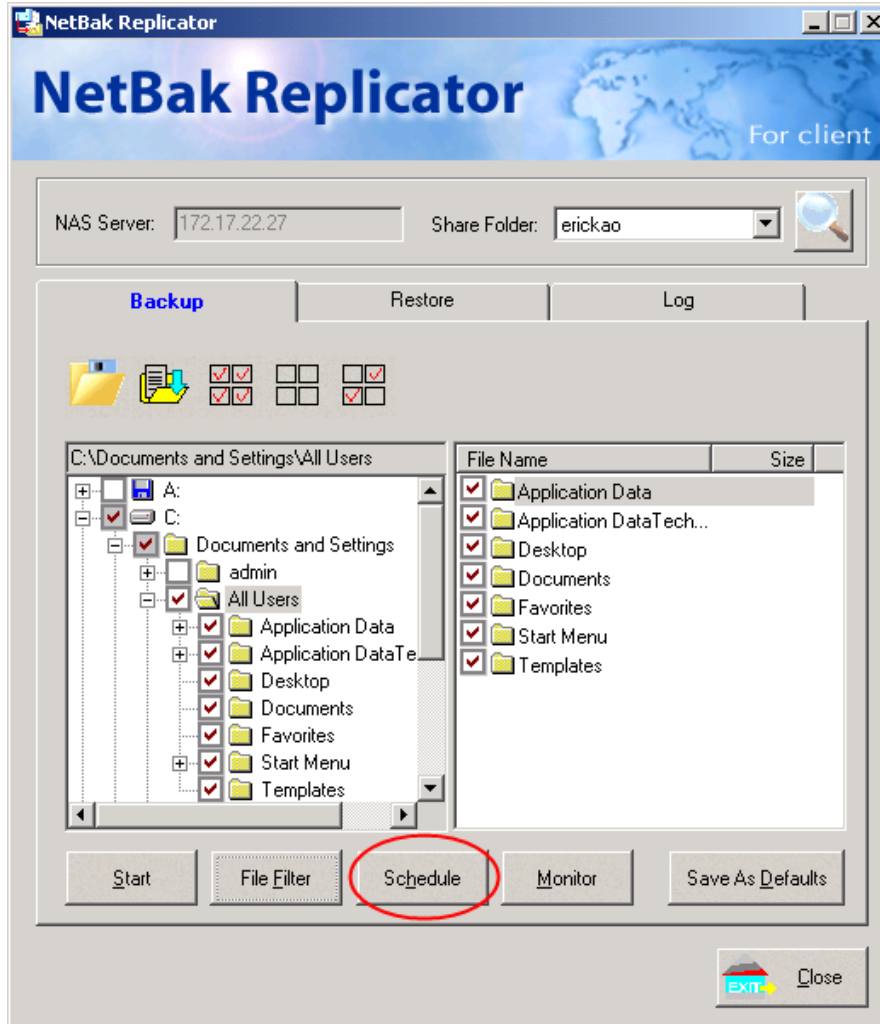 NetBak Replicator
NetBak Replicator
For client
NAS Server: 172.17.22.27 Share Folder: erickao
Backup Restore Log
C:\Documents and Settings\All Users
A:
C:
Documents and Settings
admin
All Users
Application Data
Application DataTe
Desktop
Documents
Favorites
Start Menu
Templates
File Name Size
Application Data
Application DataTech...
Desktop
Documents
Favorites
Start Menu
Templates
Start File Filter Schedule Monitor Save As Defaults
EXIT Close